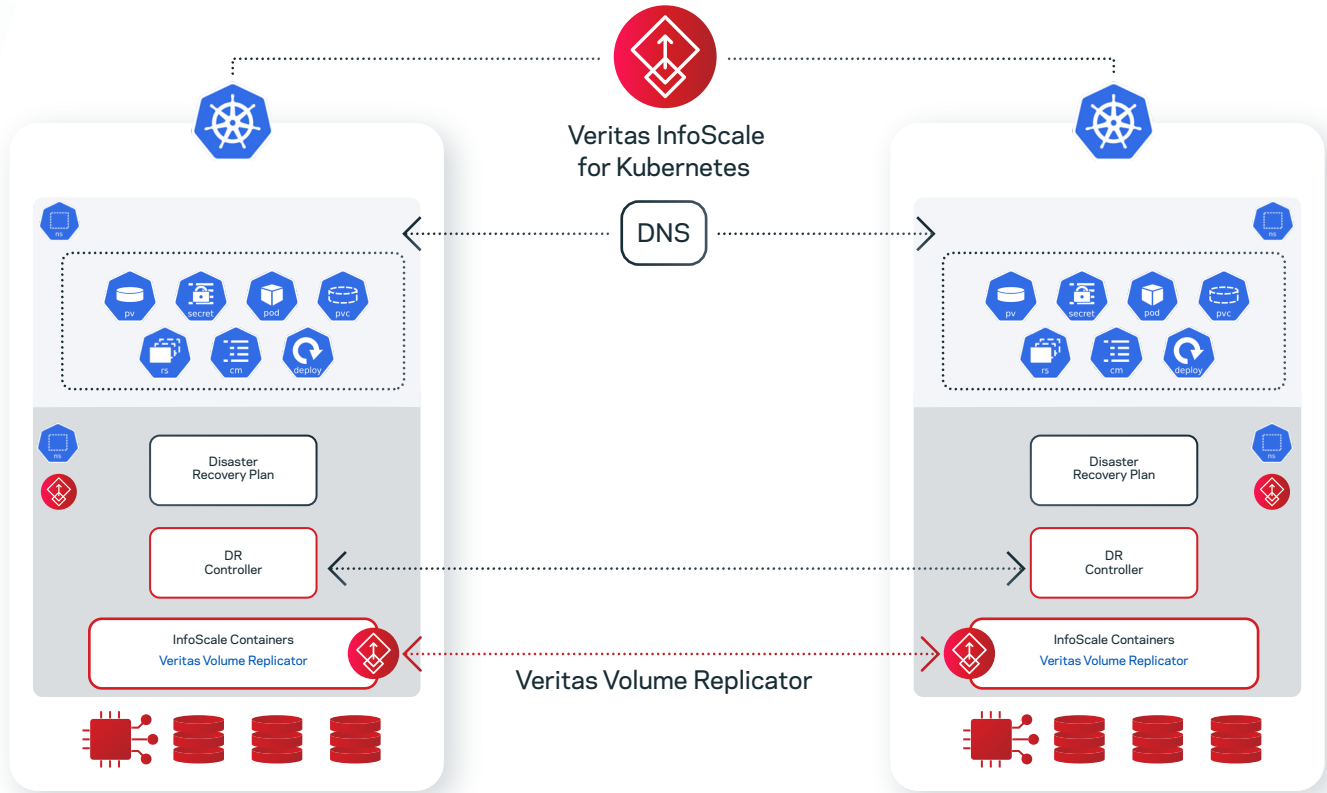 Veritas InfoScale
for Kubernetes
DNS
ns
pv
secret
pod
pvc
rs
cm
deploy
ns
Disaster
Recovery Plan
DR
Controller
InfoScale Containers
Veritas Volume Replicator
Veritas Volume Replicator
ns
pv
secret
pod
pvc
rs
cm
deploy
ns
Disaster
Recovery Plan
DR
Controller
InfoScale Containers
Veritas Volume Replicator